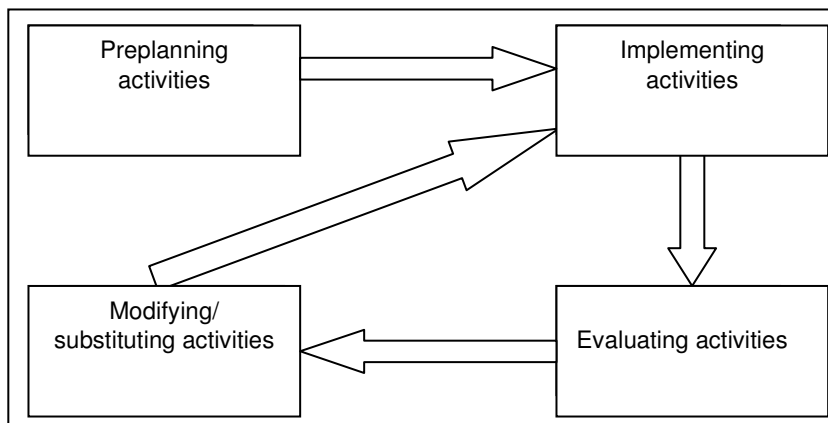 Preplanning
activities
Implementing
activities
Modifying/
substituting activities
Evaluating activities